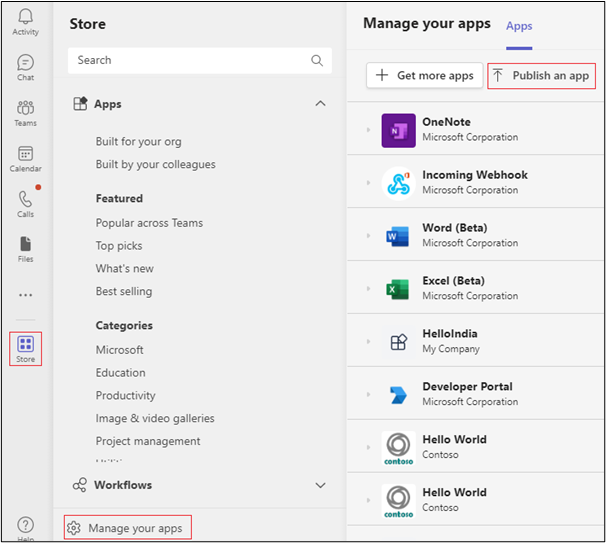 Activity
Chat
Teams
Calendar
Calls
Files
Store
Help
Store
Search
Apps
Built for your org
Built by your colleagues
Featured
Popular across Teams
Top picks
What's new
Best selling
Categories
Microsoft
Education
Productivity
Image & video galleries
Project management
Workflows
Manage your apps
Manage your apps
Apps
Get more apps
Publish an app
OneNote
Microsoft Corporation
Incoming Webhook
Microsoft Corporation
Word (Beta)
Microsoft Corporation
Excel (Beta)
Microsoft Corporation
HelloIndia
My Company
Developer Portal
Microsoft Corporation
contoso
Hello World
Contoso
contoso
Hello World
Contoso